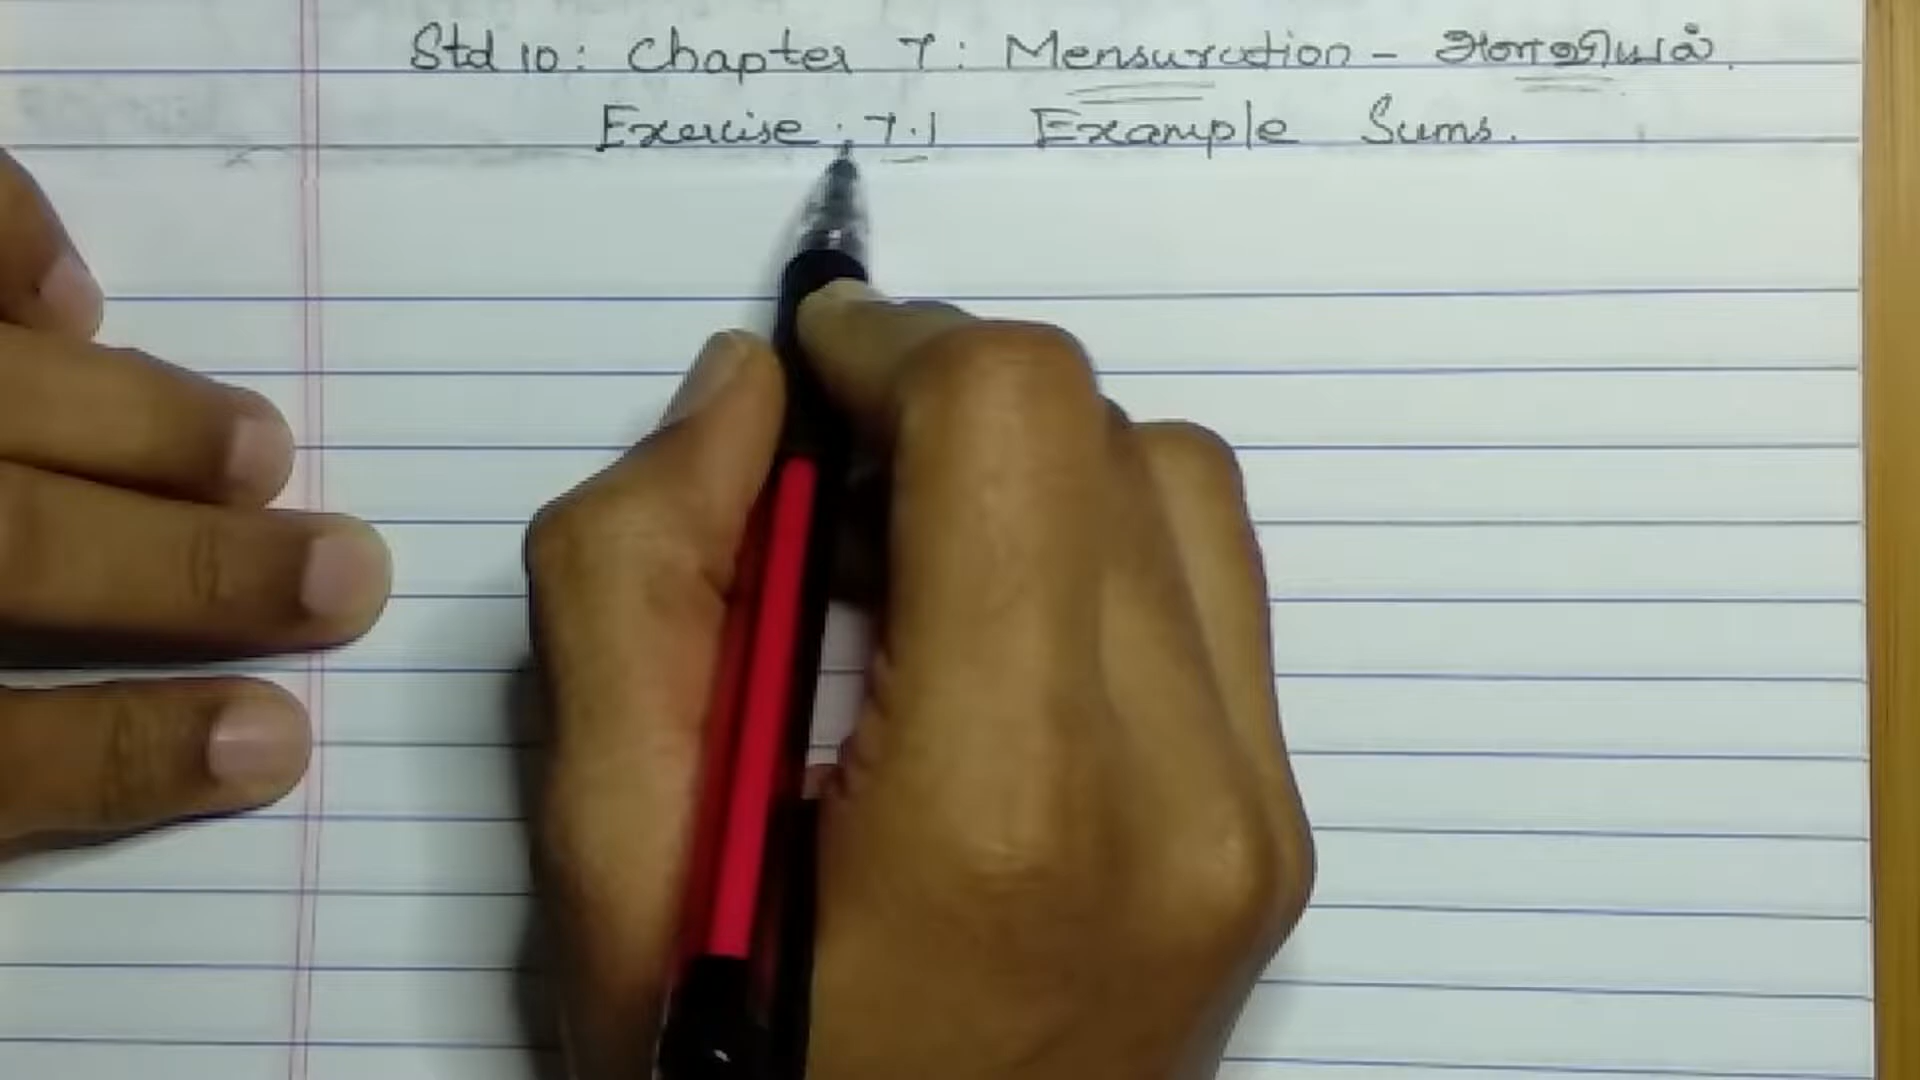 Std 10: Chapter 7: Mensuration - அளவியல்.
Exercise: 7.1 Example Sums.